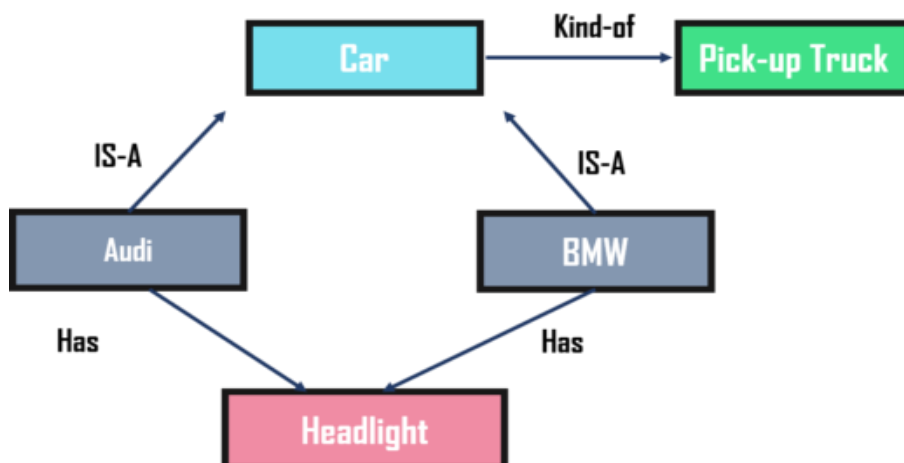 Kind-of
Car
Pick-up Truck
IS-A
IS-A
Audi
BMW
Has
Has
Headlight